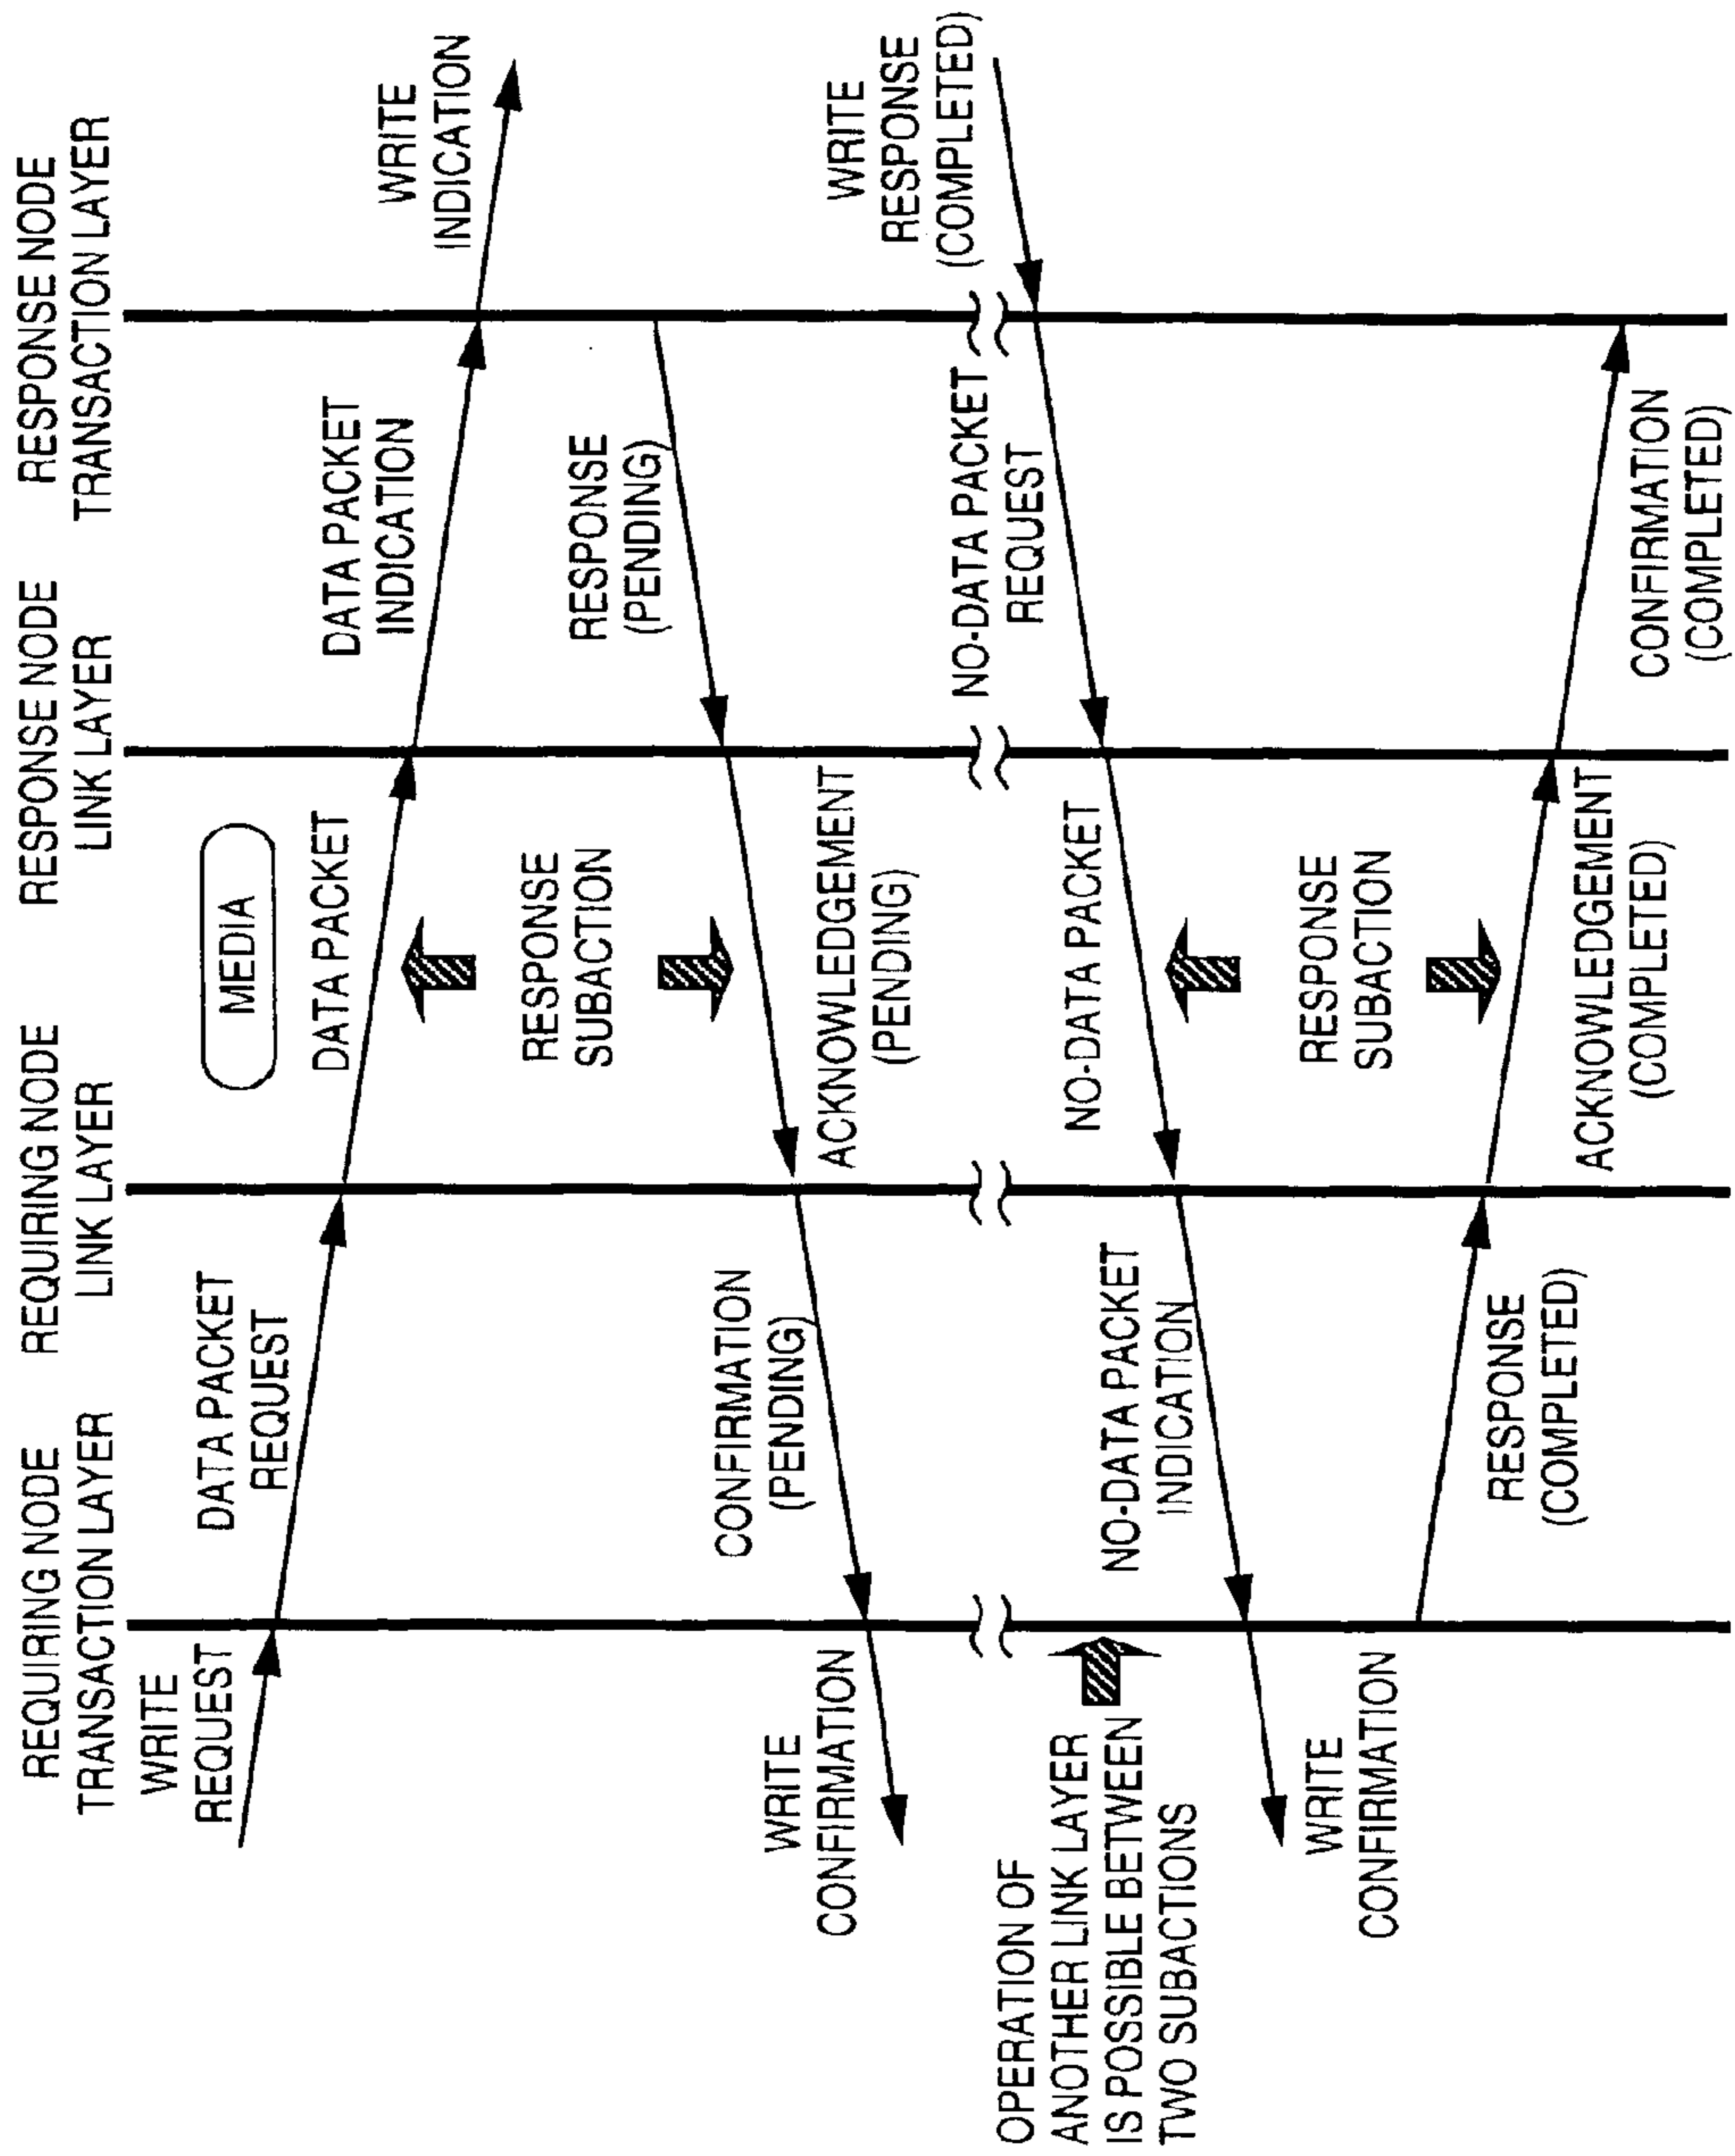 REQUIRING NODE
TRANSACTION LAYER
REQUIRING NODE
LINK LAYER
RESPONSE NODE
LINK LAYER
RESPONSE NODE
TRANSACTION LAYER
WRITE
REQUEST
DATA PACKET
REQUEST
MEDIA
DATA PACKET
DATA PACKET
INDICATION
WRITE
INDICATION
RESPONSE
SUBACTION
RESPONSE
(PENDING)
ACKNOWLEDGEMENT
(PENDING)
CONFIRMATION
(PENDING)
WRITE
CONFIRMATION
OPERATION OF
ANOTHER LINK LAYER
IS POSSIBLE BETWEEN
TWO SUBACTIONS
WRITE
RESPONSE
(COMPLETED)
NO-DATA PACKET
REQUEST
NO-DATA PACKET
NO-DATA PACKET
INDICATION
WRITE
CONFIRMATION
RESPONSE
SUBACTION
RESPONSE
(COMPLETED)
ACKNOWLEDGEMENT
(COMPLETED)
CONFIRMATION
(COMPLETED)